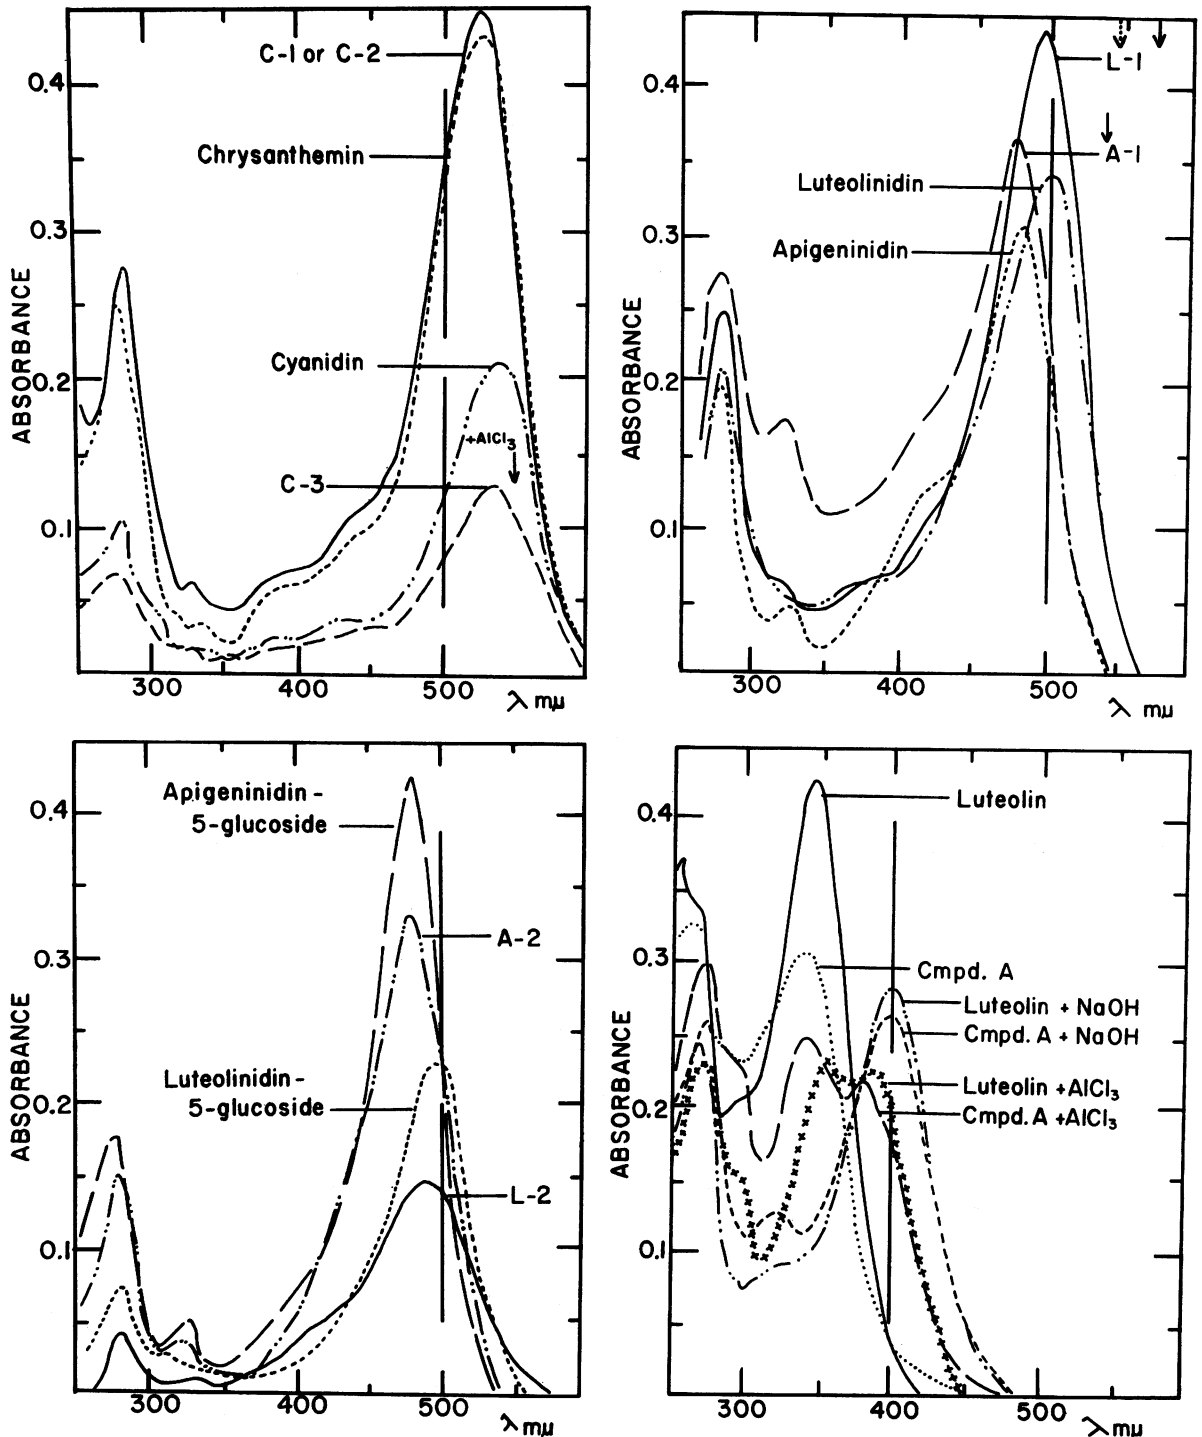 C-1 or C-2
0.4
Chrysanthemin
0.3
ABSORBANCE
Cyanidin
0.2
+AlCl3
C-3
0.1
300
400
500
λ mμ
L-1
0.4
A-1
Luteolinidin
0.3
Apigeninidin
ABSORBANCE
0.2
0.1
300
400
500
λ mμ
Apigeninidin-
5-glucoside
0.4
A-2
0.3
ABSORBANCE
Luteolinidin-
5-glucoside
0.2
L-2
0.1
300
400
500
λ mμ
Luteolin
0.4
0.3
Cmpd. A
Luteolin + NaOH
Cmpd. A + NaOH
ABSORBANCE
Luteolin + AlCl3
Cmpd. A + AlCl3
0.2
0.1
300
400
500
λ mμ